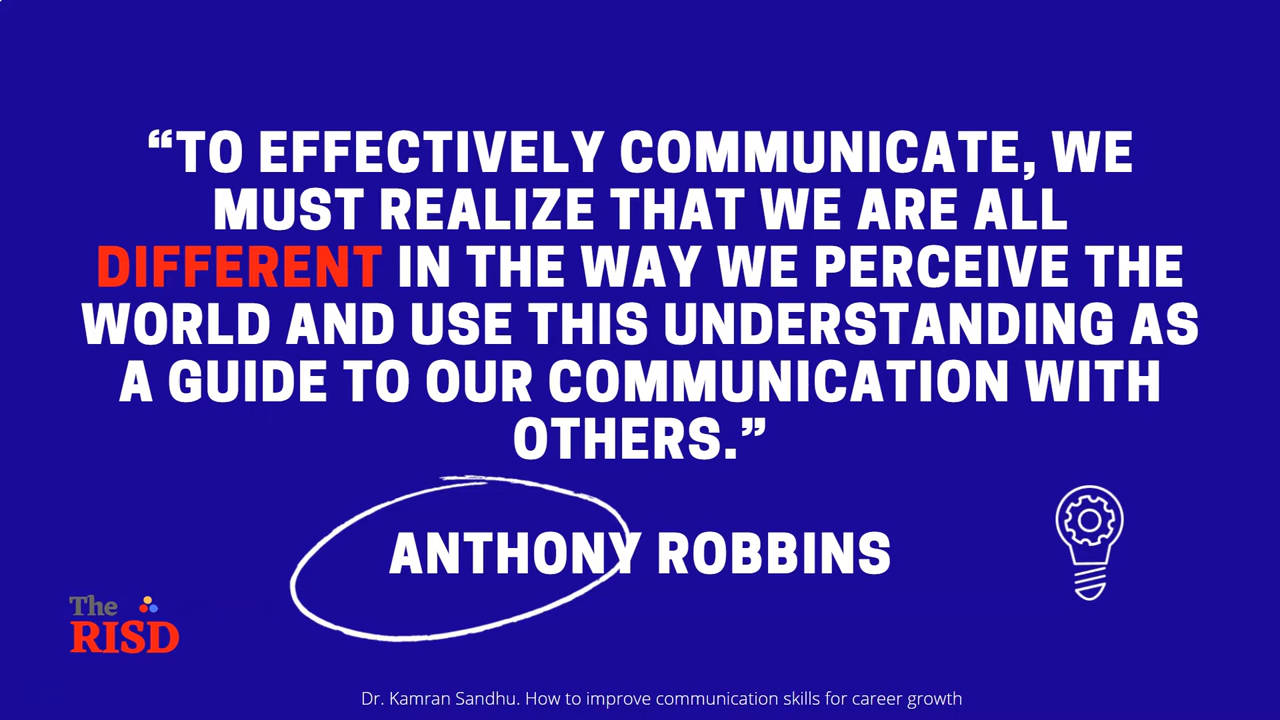 “TO EFFECTIVELY COMMUNICATE, WE
MUST REALIZE THAT WE ARE ALL
DIFFERENT IN THE WAY WE PERCEIVE THE
WORLD AND USE THIS UNDERSTANDING AS
A GUIDE TO OUR COMMUNICATION WITH
OTHERS.”
ANTHONY ROBBINS
The
RISD
Dr. Kamran Sandhu. How to improve communication skills for career growth